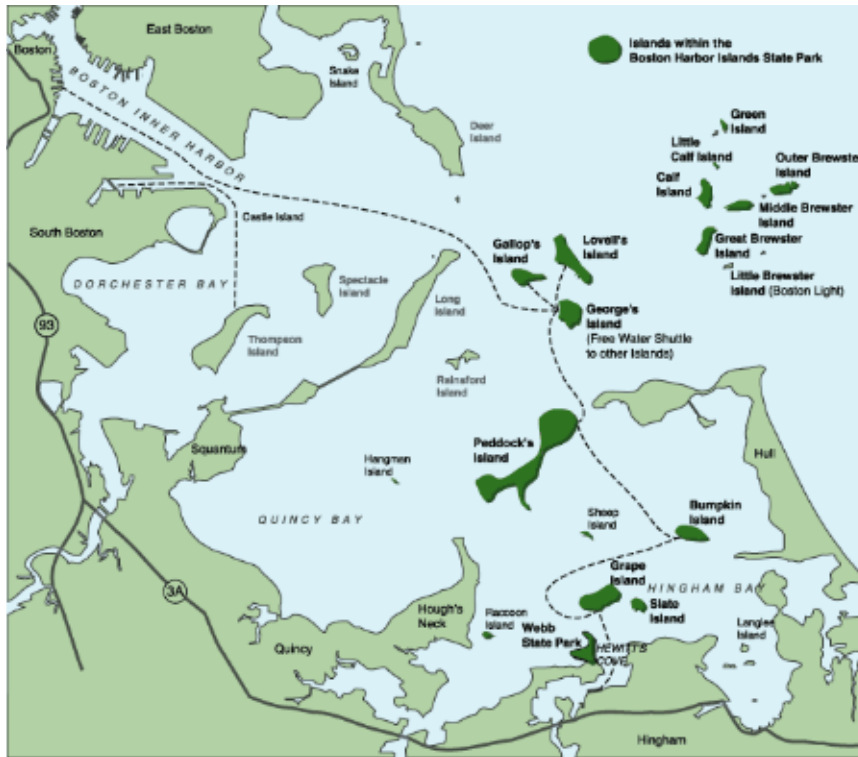 East Boston
Boston
Islands within the
Boston Harbor Islands State Park
Snake
Island
BOSTON INNER HARBOR
Deer
Island
Green
Island
Little
Calf Island
Outer Brewster
Island
Calf
Island
Middle Brewster
Island
Castle Island
South Boston
Great Brewster
Island
Gallop's
Island
Lovell's
Island
Little Brewster
Island (Boston Light)
DORCHESTER BAY
Spectacle
Island
Long
Island
George's
Island
(Free Water Shuttle
to other Islands)
93
Thompson
Island
Rainsford
Island
Peddock's
Island
Squantum
Hangman
Island
Hull
QUINCY BAY
Sheep
Island
Bumpkin
Island
Grape
Island
HINGHAM BAY
3A
Hough's
Neck
Raccoon
Island
Slate
Island
Webb
State Park
Langlee
Island
HEWITT'S
COVE
Quincy
Hingham